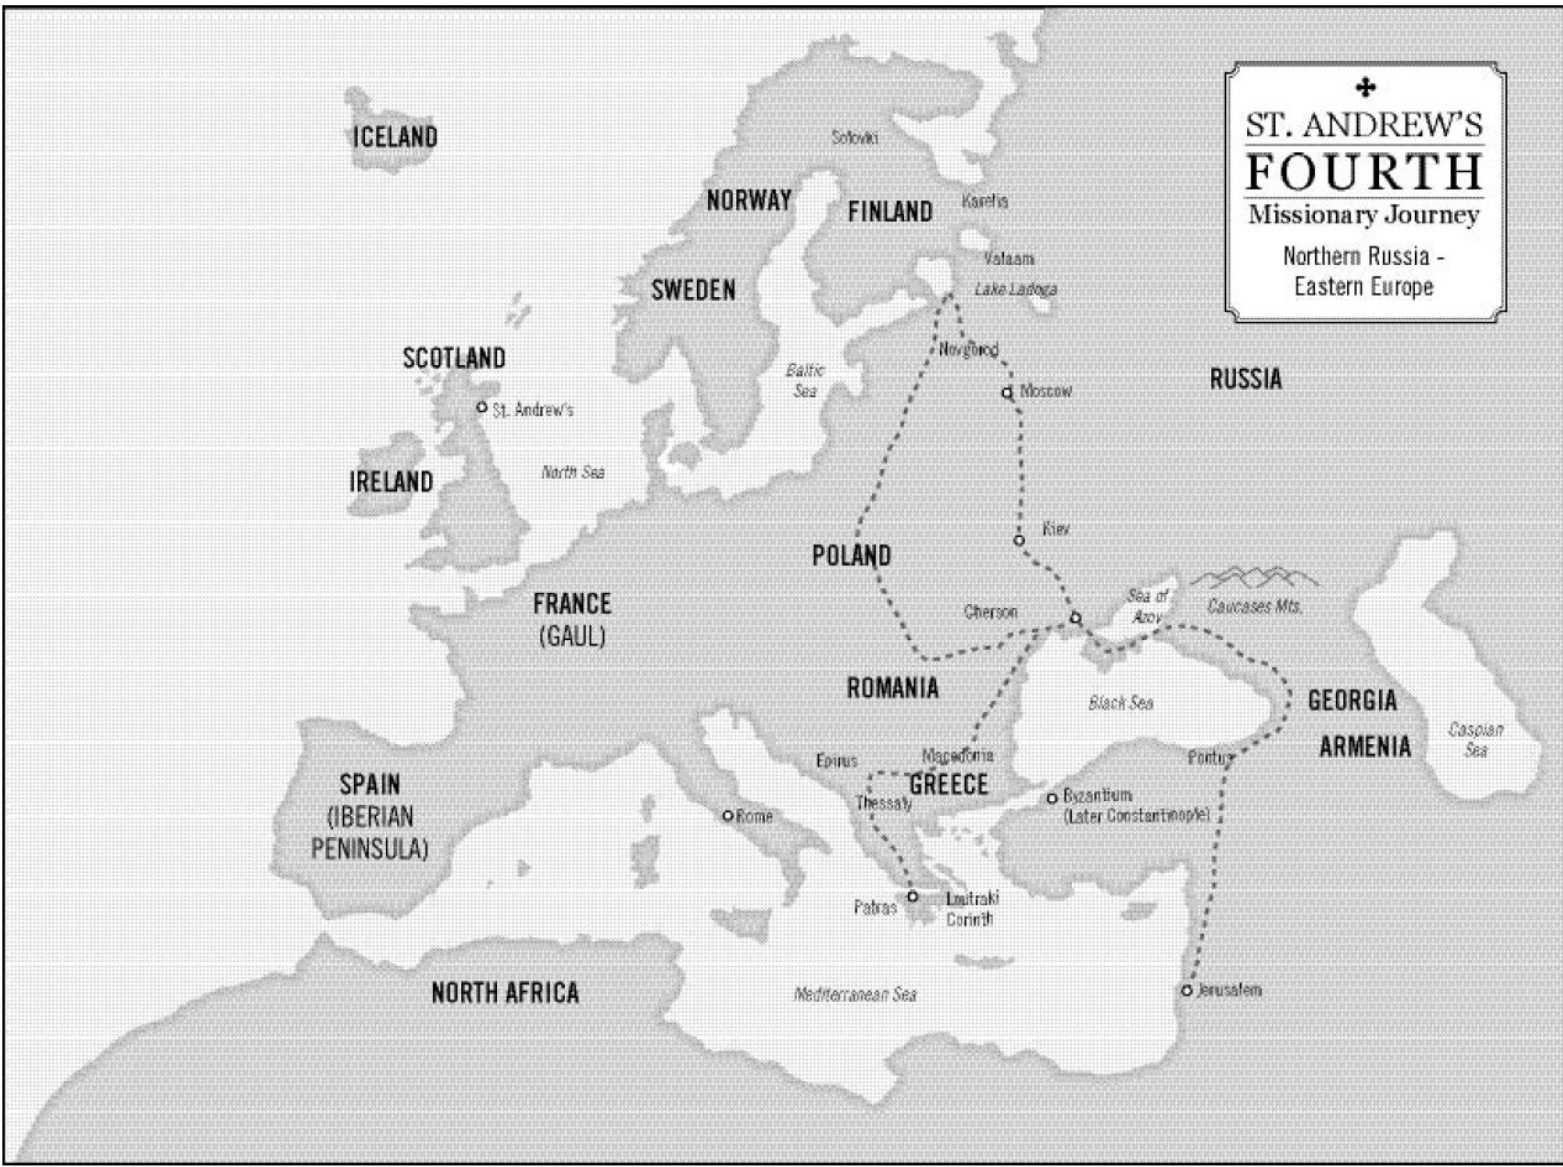 ST. ANDREW'S
FOURTH
Missionary Journey
Northern Russia -
Eastern Europe
ICELAND
Solovki
NORWAY
FINLAND
Karelia
Valaam
Lake Ladoga
SWEDEN
SCOTLAND
St. Andrew's
Baltic
Sea
Novgorod
Moscow
RUSSIA
North Sea
IRELAND
Kiev
POLAND
Sea of
Azov
Caucases Mts.
FRANCE
(GAUL)
Cherson
ROMANIA
Black Sea
GEORGIA
ARMENIA
Caspian
Sea
Epirus
Macedonia
Pontus
SPAIN
(IBERIAN
PENINSULA)
GREECE
Thessaly
Byzantium
(Later Constantinople)
Rome
Patras
Loutraki
Corinth
NORTH AFRICA
Mediterranean Sea
Jerusalem